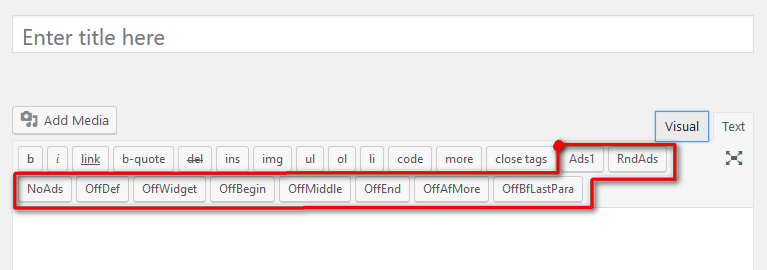 Enter title here
Add Media
Visual Text
b i link b-quote del ins img ul ol li code more close tags Ads1 RndAds
NoAds OffDef OffWidget OffBegin OffMiddle OffEnd OffAfMore OffBfLastPara